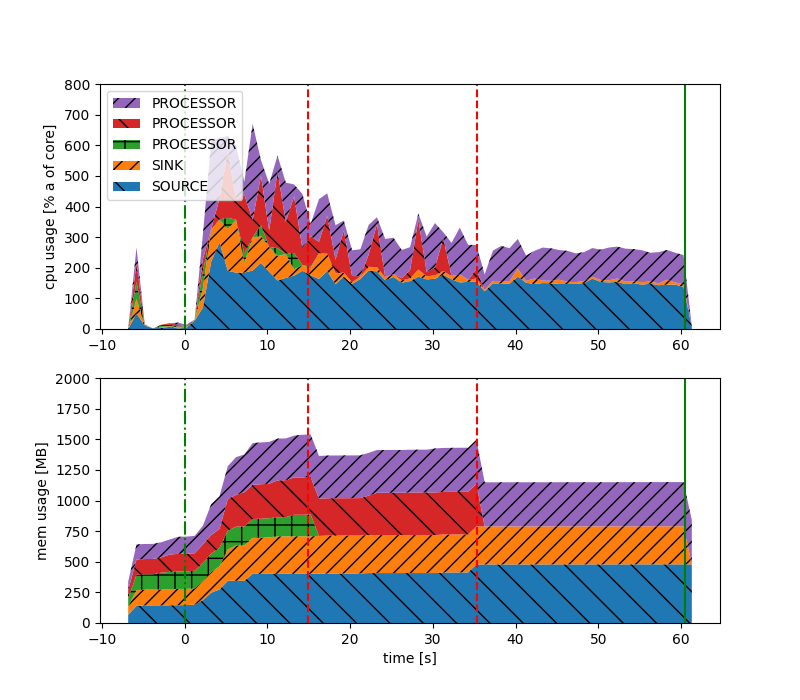 800
700
600
500
400
300
200
100
0
cpu usage [% a of core]
PROCESSOR
PROCESSOR
PROCESSOR
SINK
SOURCE
−10 0 10 20 30 40 50 60
2000
1750
1500
1250
1000
750
500
250
0
mem usage [MB]
−10 0 10 20 30 40 50 60
time [s]